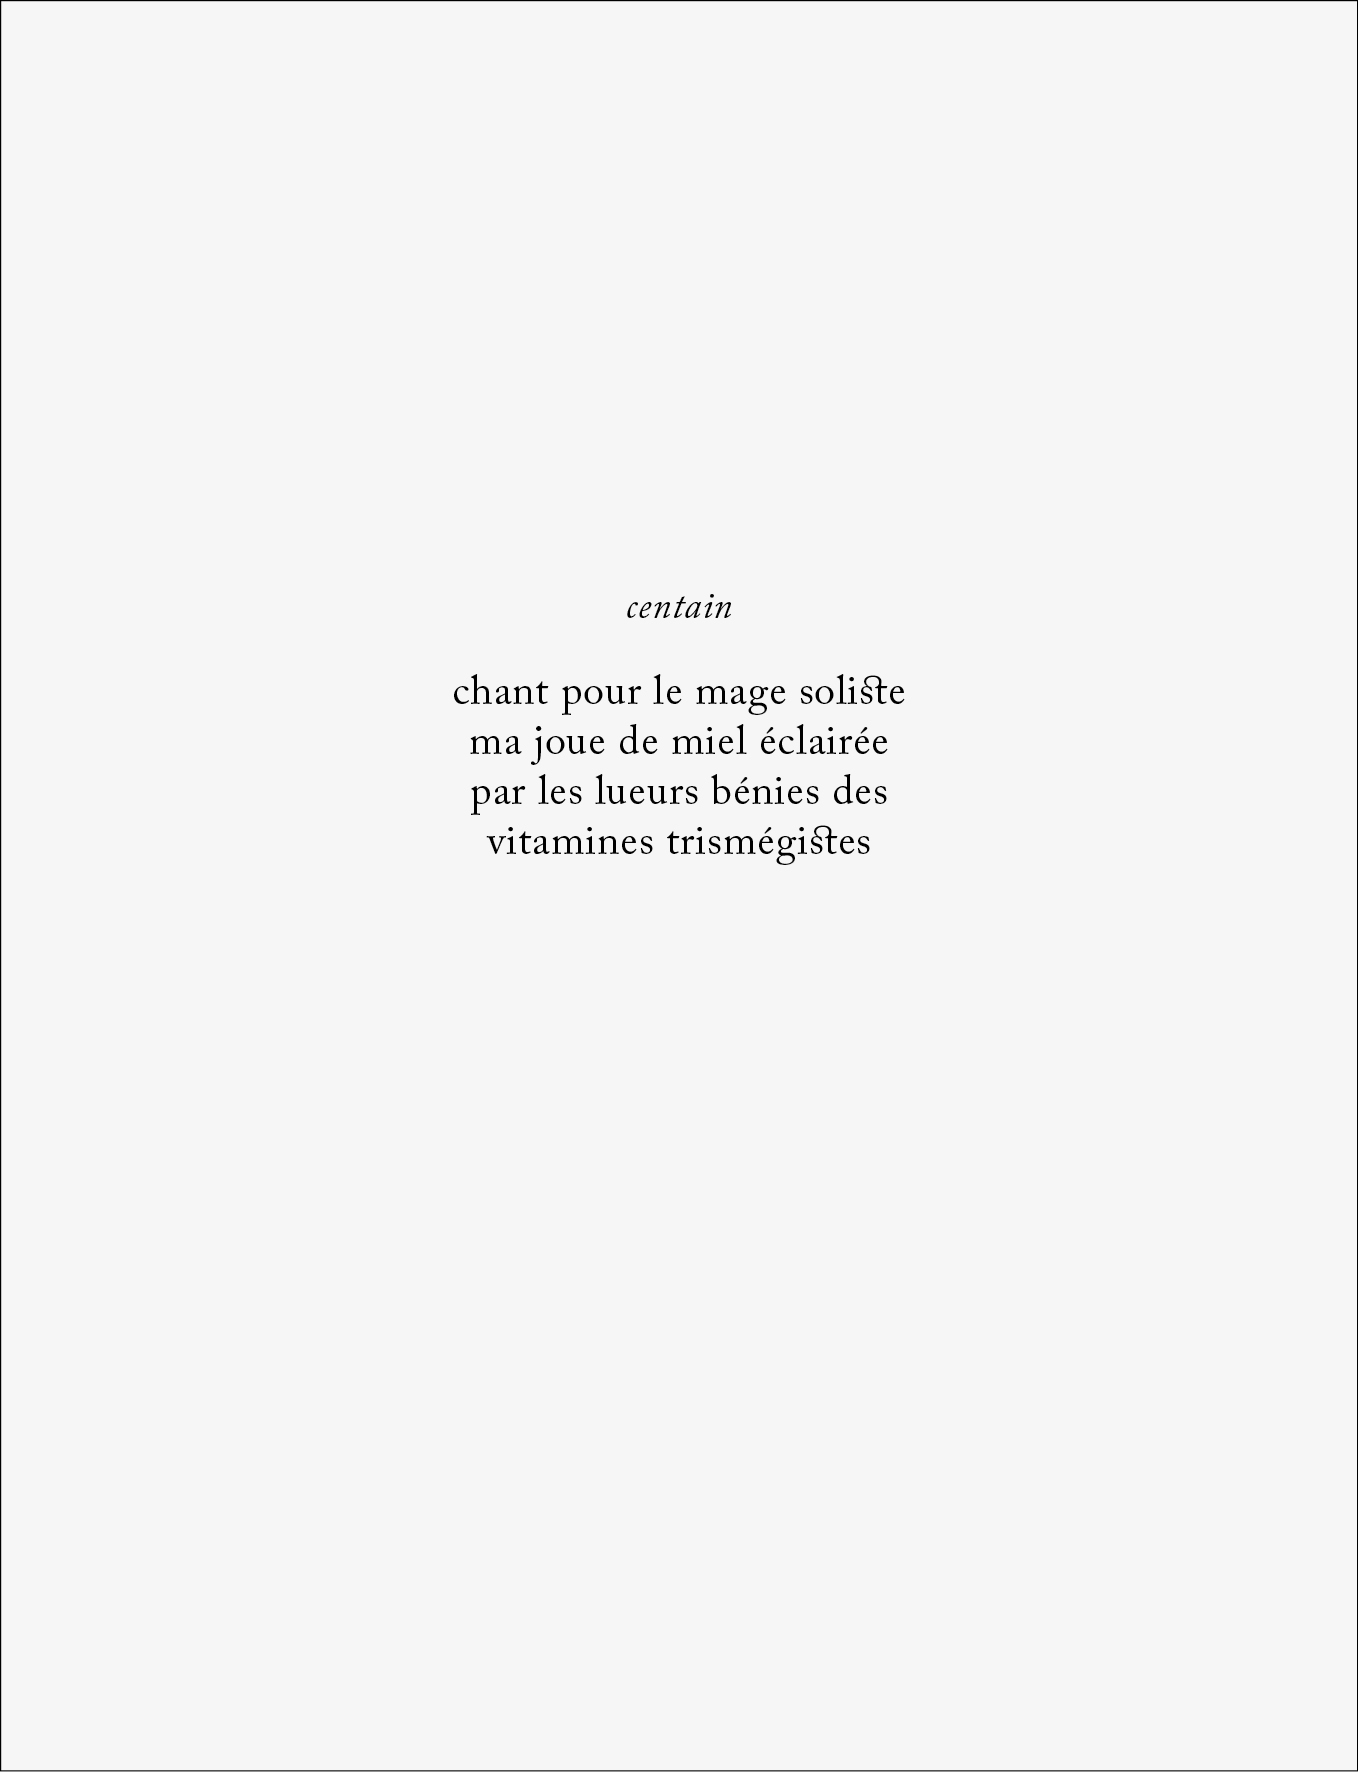 centain
chant pour le mage soliste
ma joue de miel éclairée
par les lueurs bénies des
vitamines trismégistes